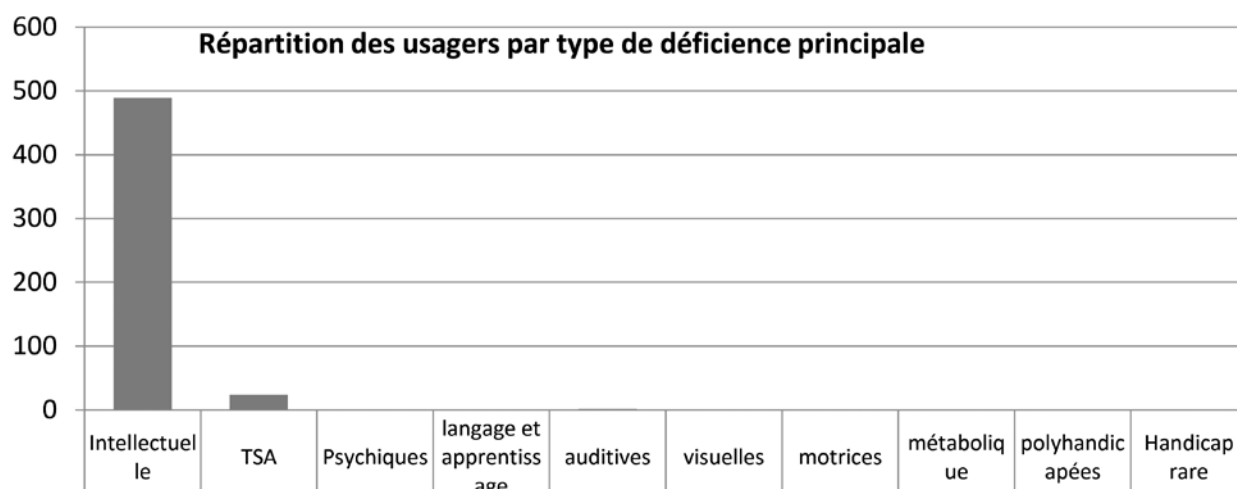 600
Répartition des usagers par type de déficience principale
500
400
300
200
100
0
Intellectuel
le
TSA
Psychiques
langage et
apprentiss
age
auditives
visuelles
motrices
métaboliq
ue
polyhandic
apées
Handicap
rare